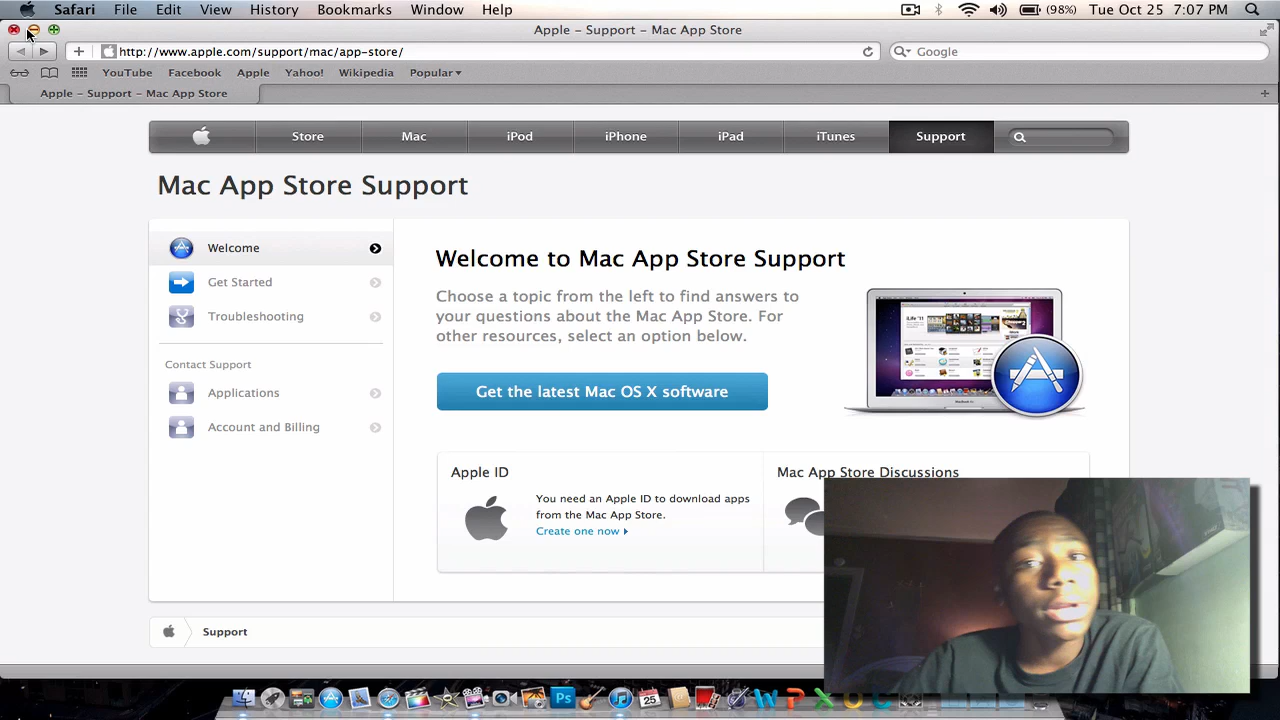 Safari File Edit View History Bookmarks Window Help (98%) Tue Oct 25 7:07 PM
Apple – Support – Mac App Store
http://www.apple.com/support/mac/app-store/ Google
YouTube Facebook Apple Yahoo! Wikipedia Popular
Apple – Support – Mac App Store
Store Mac iPod iPhone iPad iTunes Support
Mac App Store Support
Welcome
Get Started
Troubleshooting
Contact Support
Applications
Account and Billing
Welcome to Mac App Store Support
Choose a topic from the left to find answers to
your questions about the Mac App Store. For
other resources, select an option below.
Get the latest Mac OS X software
iLife '11
Apple ID
You need an Apple ID to download apps
from the Mac App Store.
Create one now
Mac App Store Discussions
Support
Ps
25
W P X